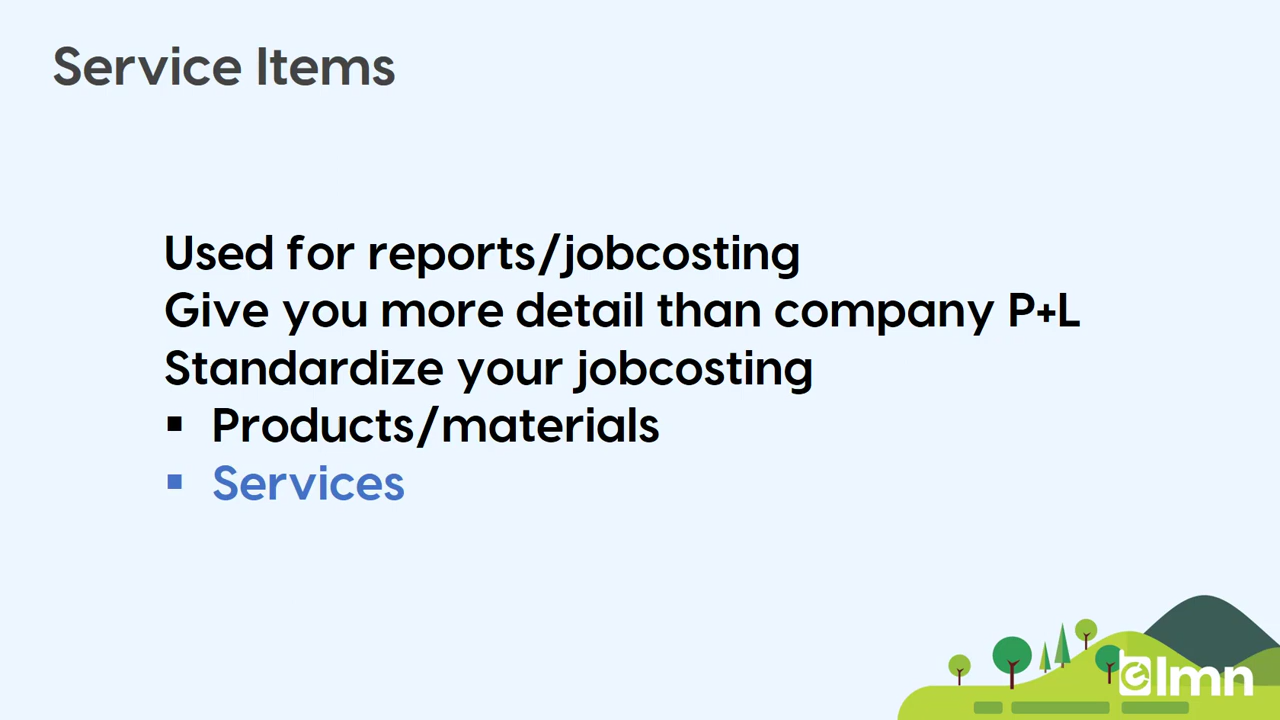 Service Items
Used for reports/jobcosting
Give you more detail than company P+L
Standardize your jobcosting
▪ Products/materials
▪ Services
lmn